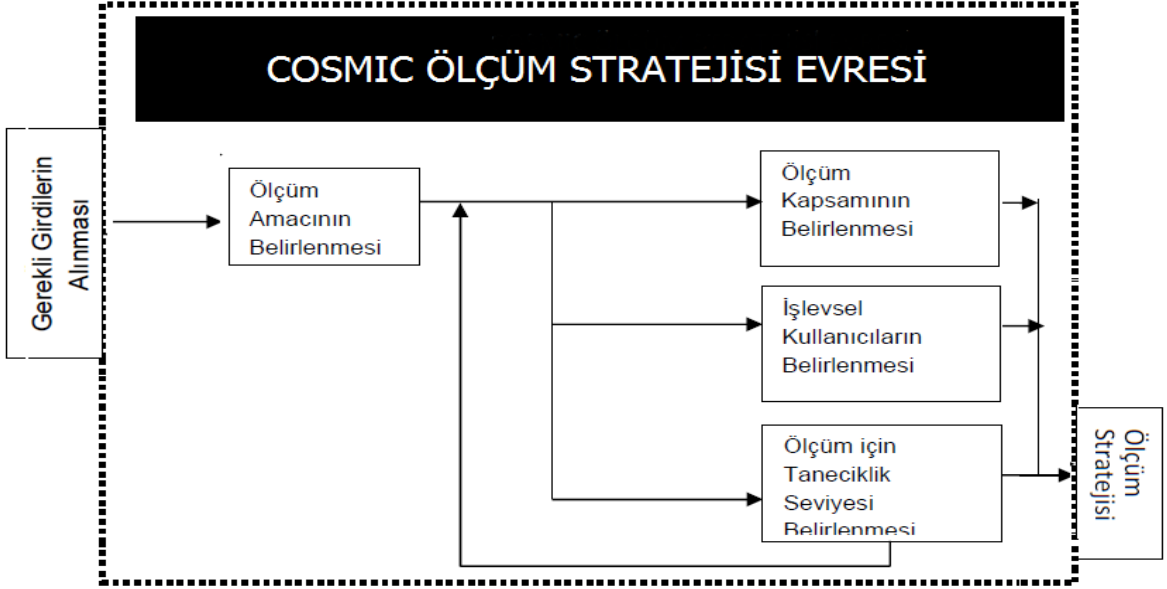 COSMIC ÖLÇÜM STRATEJİSİ EVRESİ
Gerekli Girdilerin
Alınması
Ölçüm
Amacının
Belirlenmesi
Ölçüm
Kapsamının
Belirlenmesi
İşlevsel
Kullanıcıların
Belirlenmesi
Ölçüm için
Taneciklik
Seviyesi
Belirlenmesi
Ölçüm
Stratejisi